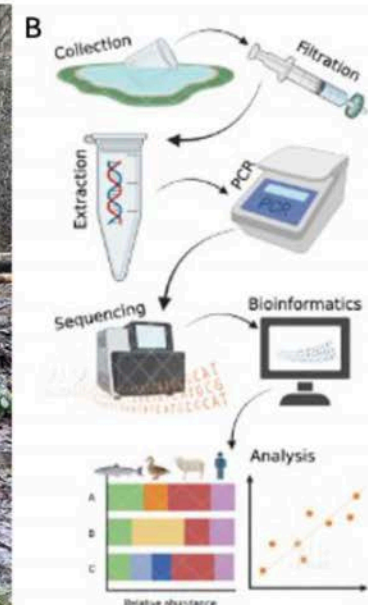 B
Collection
Filtration
Extraction
PCR
PCR
Sequencing
Bioinformatics
Analysis
A
B
C
Relative abundance